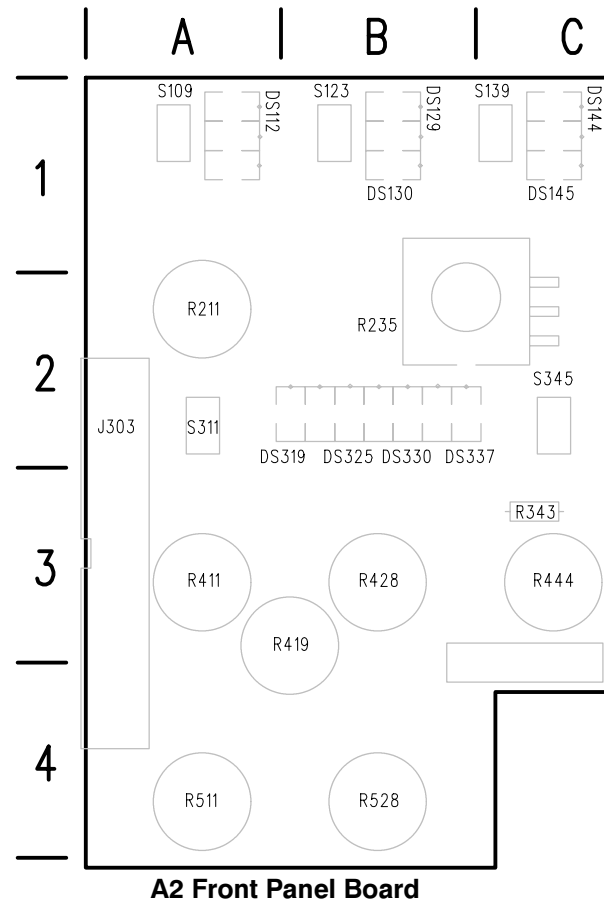 A B C
S109 DS112 S123 DS129 S139 DS144
1
DS130 DS145
R211
R235
2
S345
J303 S311
DS319 DS325 DS330 DS337
R343
3
R411 R428 R444
R419
4
R511 R528
A2 Front Panel Board